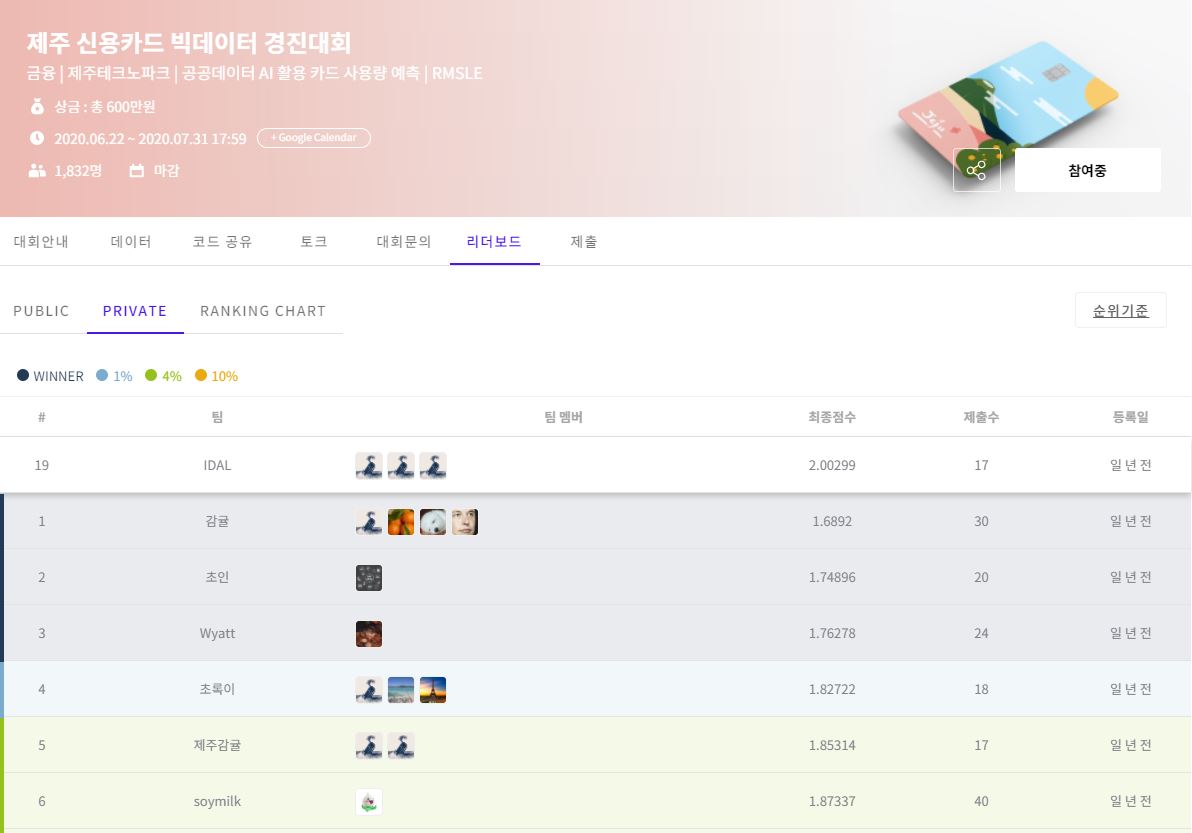 제주 신용카드 빅데이터 경진대회
금융 | 제주테크노파크 | 공공데이터 AI 활용 카드 사용량 예측 | RMSLE
상금 : 총 600만원
2020.06.22 ~ 2020.07.31 17:59 + Google Calendar
1,832명 마감
Jeju
참여중
대회안내 데이터 코드 공유 토크 대회문의 리더보드 제출
PUBLIC PRIVATE RANKING CHART 순위기준
WINNER 1% 4% 10%
# 팀 팀 멤버 최종점수 제출수 등록일
19 IDAL 2.00299 17 일 년 전
1 감귤 1.6892 30 일 년 전
2 초인 1.74896 20 일 년 전
3 Wyatt 1.76278 24 일 년 전
4 초록이 1.82722 18 일 년 전
5 제주감귤 1.85314 17 일 년 전
6 soymilk 1.87337 40 일 년 전